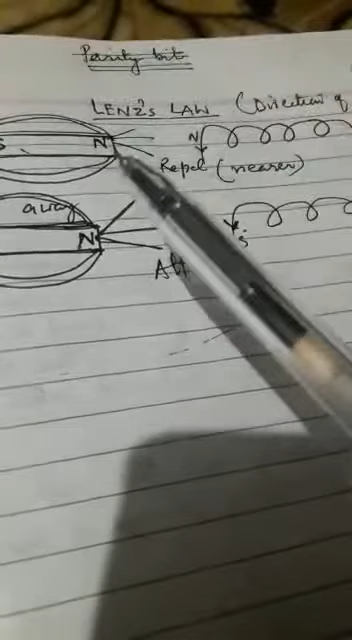 Parity bit
LENZ'S LAW (Direction of
S N N
Repel (nearer)
away
N S
Att